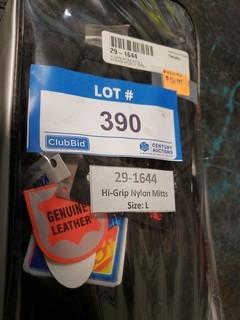 29-1644
LOT #
390
ClubBid
CENTURY
AUCTIONS
29-1644
Hi-Grip Nylon Mitts
Size: L
GENUINE
LEATHER